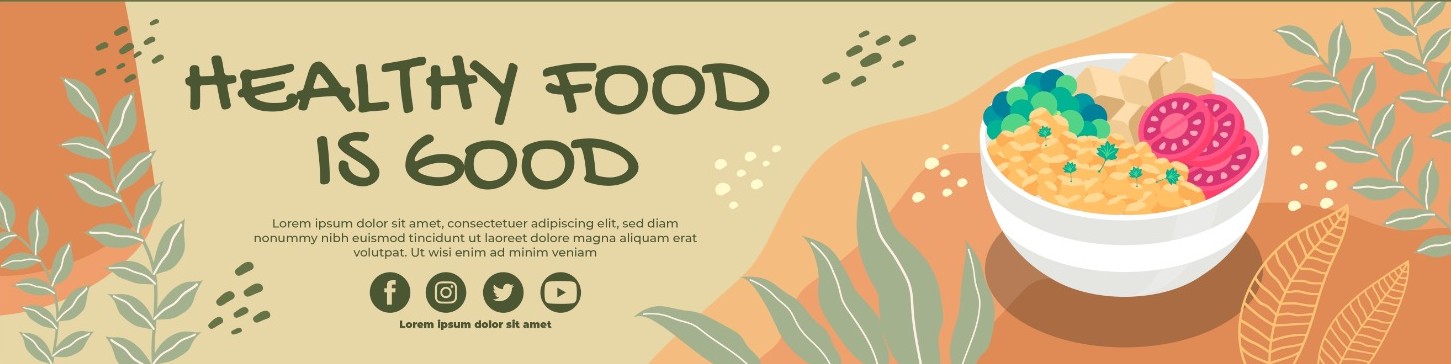 HEALTHY FOOD
IS GOOD
Lorem ipsum dolor sit amet, consectetuer adipiscing elit, sed diam
nonummy nibh euismod tincidunt ut laoreet dolore magna aliquam erat
volutpat. Ut wisi enim ad minim veniam
Lorem ipsum dolor sit amet